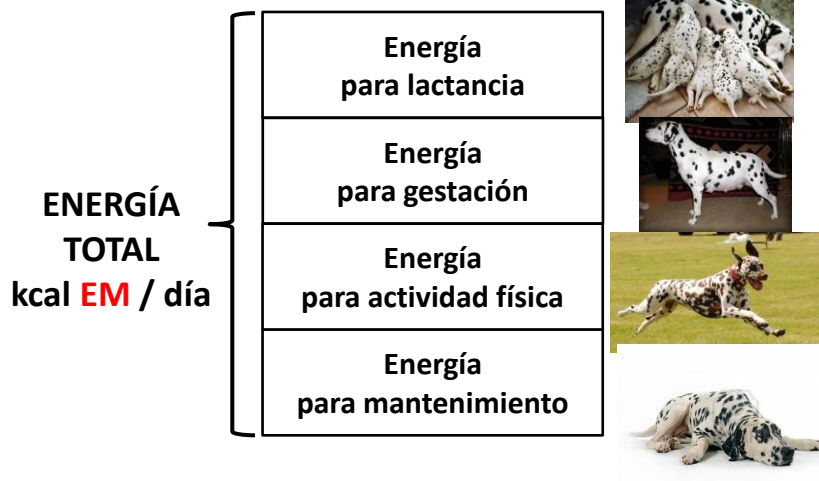 Energía
para lactancia
Energía
para gestación
ENERGÍA
TOTAL
kcal EM / día
Energía
para actividad física
Energía
para mantenimiento